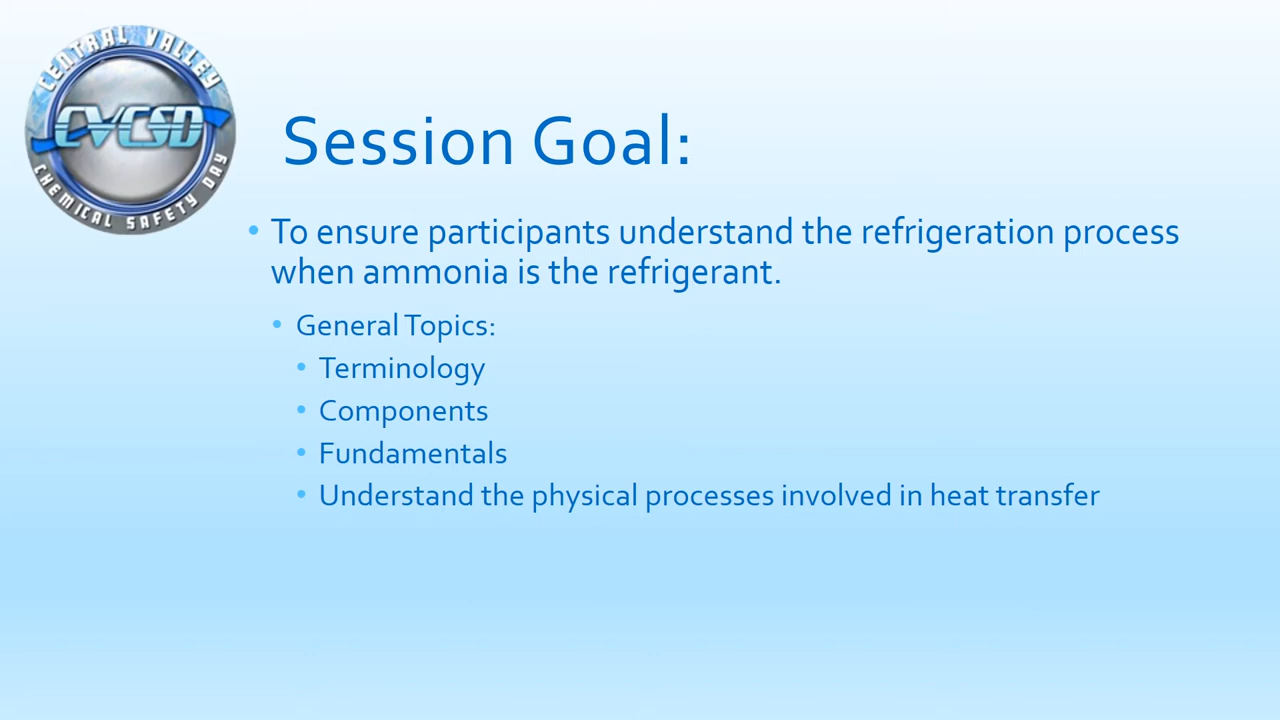 CENTRAL VALLEY
CVCSD
CHEMICAL SAFETY DAY
Session Goal:
• To ensure participants understand the refrigeration process
when ammonia is the refrigerant.
• General Topics:
• Terminology
• Components
• Fundamentals
• Understand the physical processes involved in heat transfer